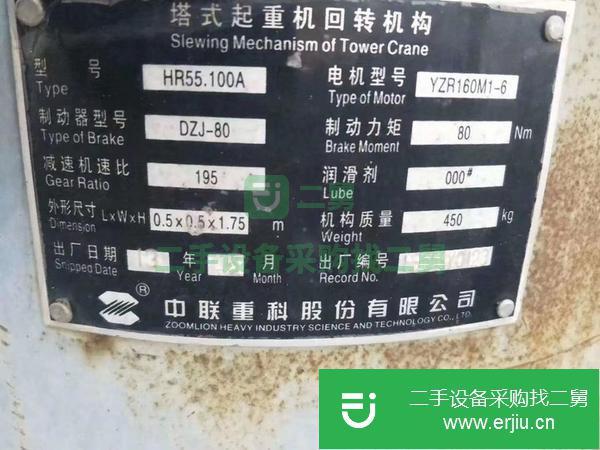 塔式起重机回转机构
Slewing Mechanism of Tower Crane
型号 HR55.100A 电机型号 YZR160M1-6
Type Type of Motor
制动器型号 DZJ-80 制动力矩 80 Nm
Type of Brake Brake Moment
减速机速比 195 润滑剂 000#
Gear Ratio Lube
外形尺寸 LxWxH 0.5x0.5x1.75 m 机构质量 450 kg
Dimension Weight
出厂日期 年 月 出厂编号
Shipped Date Year Month Record No.
二舅
二手设备采购找二舅
®
中联重科股份有限公司
ZOOMLION HEAVY INDUSTRY SCIENCE AND TECHNOLOGY CO., LTD.
二手设备采购找二舅
www.erjiu.cn